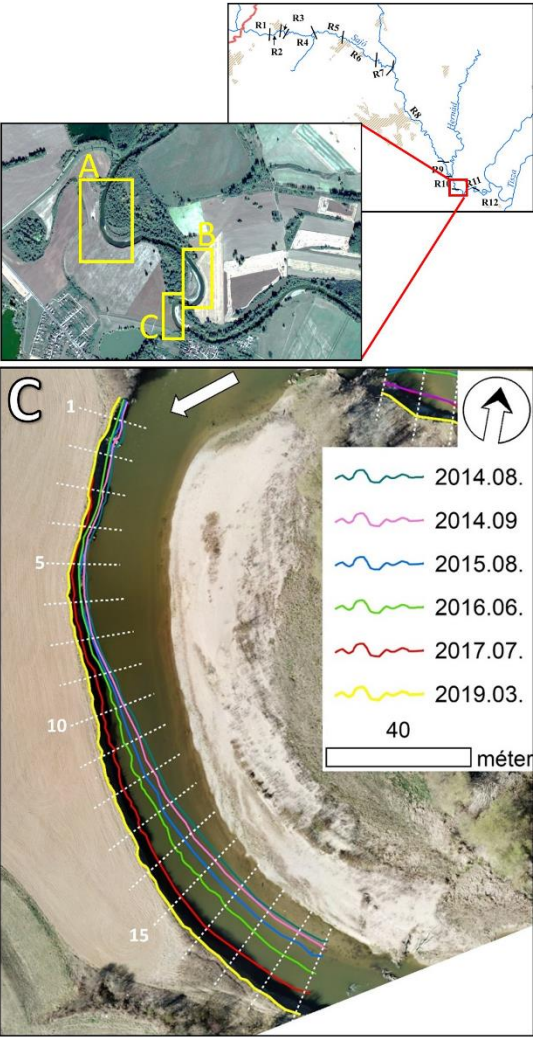 R1
R2
R3
R4
R5
Sajó
R6
R7
R8
Hernád
R9
R10
R11
R12
Tisza
A
B
C
C
1
5
10
15
2014.08.
2014.09
2015.08.
2016.06.
2017.07.
2019.03.
40
méter